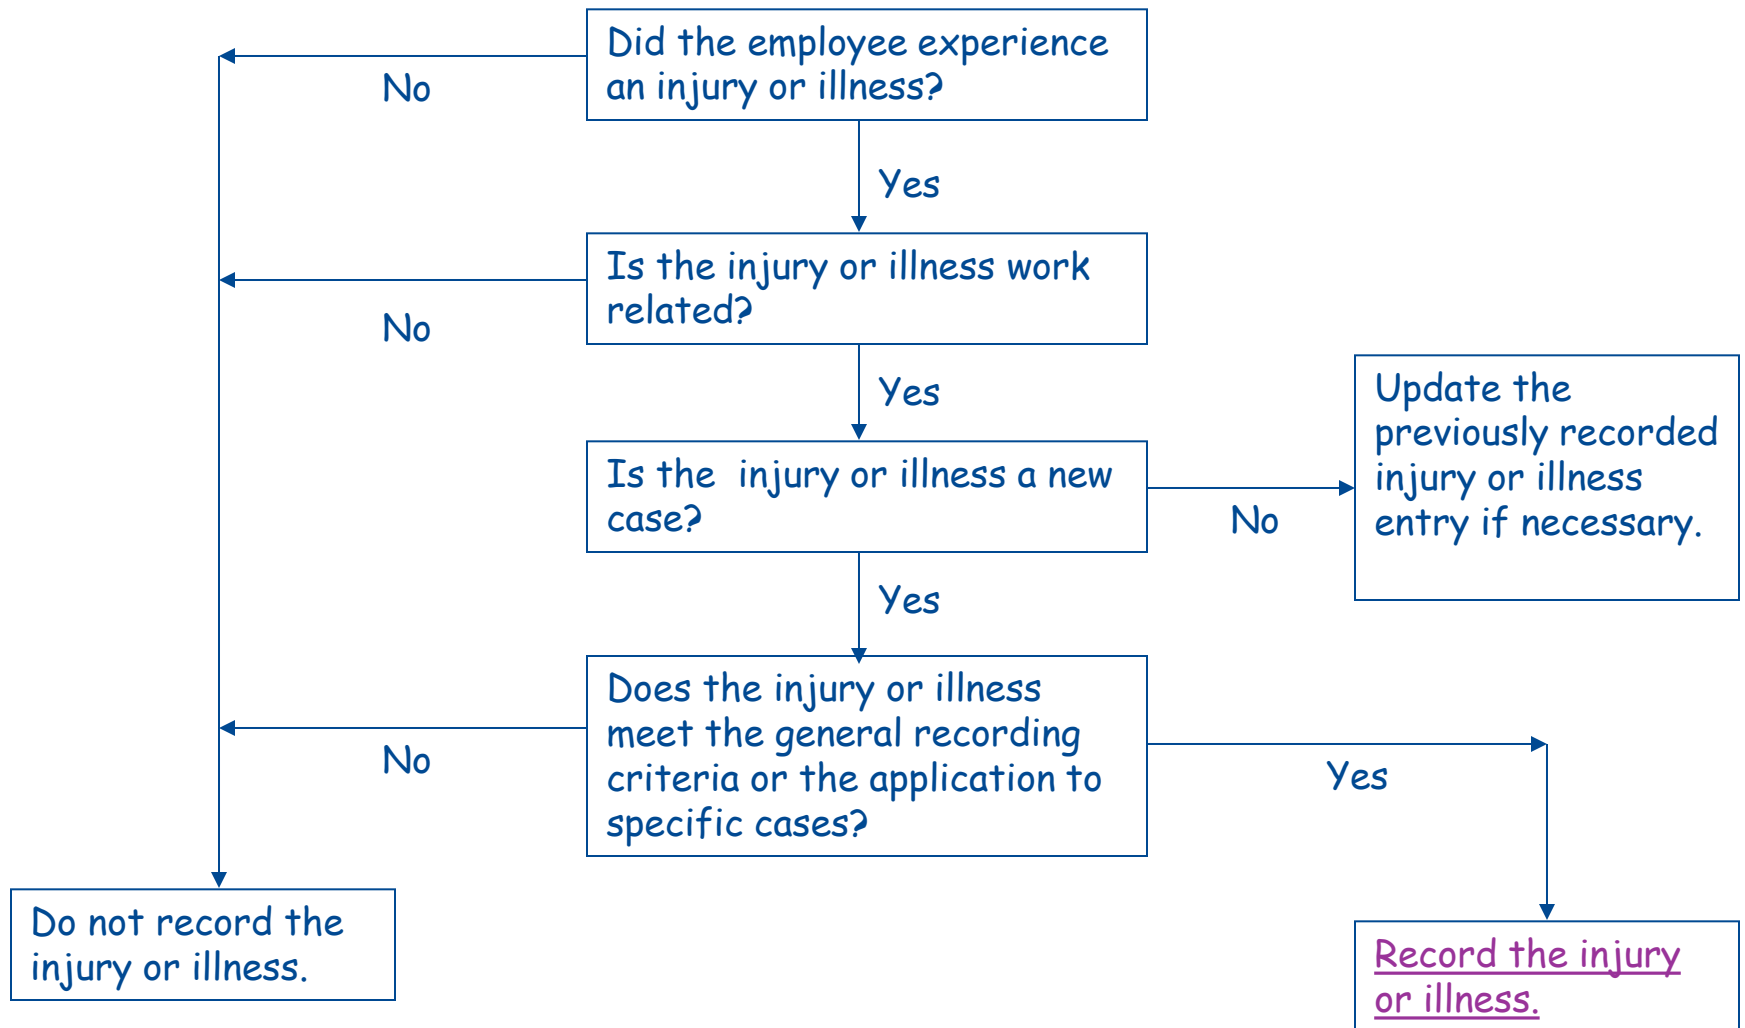 Did the employee experience
an injury or illness?
No
Yes
Is the injury or illness work
related?
No
Yes
Is the  injury or illness a new
case?
No
Update the
previously recorded
injury or illness
entry if necessary.
Yes
Does the injury or illness
meet the general recording
criteria or the application to
specific cases?
No
Yes
Do not record the
injury or illness.
Record the injury
or illness.